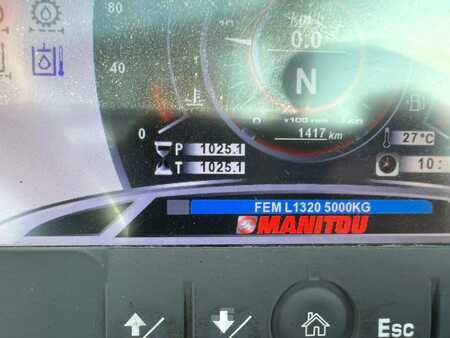 80
Km/h
0.0
40
N
x100 RPM
0
0
1417 km
P 1025.1
27°C
T 1025.1
10:
FEM L1320 5000KG
MANITOU
Esc